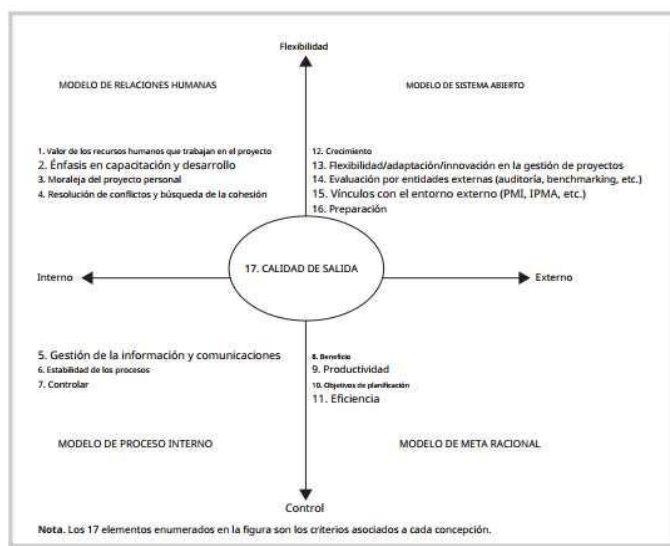 Flexibilidad
MODELO DE RELACIONES HUMANAS
MODELO DE SISTEMA ABIERTO
1. Valor de los recursos humanos que trabajan en el proyecto
2. Énfasis en capacitación y desarrollo
3. Moraleja del proyecto personal
4. Resolución de conflictos y búsqueda de la cohesión
12. Crecimiento
13. Flexibilidad/adaptación/innovación en la gestión de proyectos
14. Evaluación por entidades externas (auditoría, benchmarking, etc.)
15. Vínculos con el entorno externo (PMI, IPMA, etc.)
16. Preparación
Interno
17. CALIDAD DE SALIDA
Externo
5. Gestión de la información y comunicaciones
6. Estabilidad de los procesos
7. Controlar
8. Beneficio
9. Productividad
10. Objetivos de planificación
11. Eficiencia
MODELO DE PROCESO INTERNO
MODELO DE META RACIONAL
Control
Nota. Los 17 elementos enumerados en la figura son los criterios asociados a cada concepción.